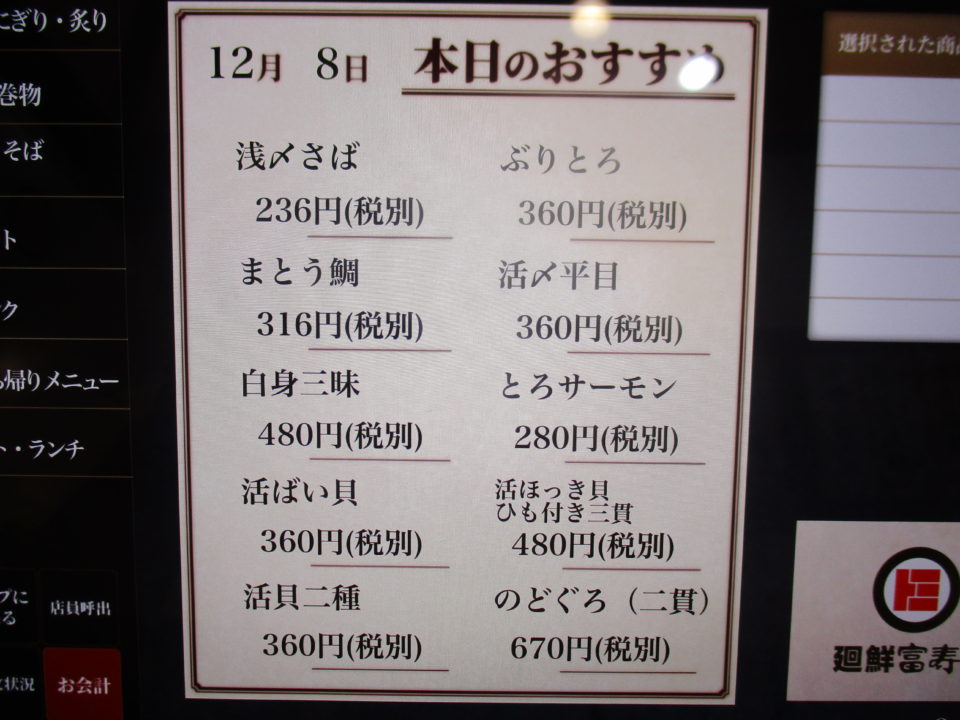 にぎり・炙り
巻物
そば
ト
ク
帰りメニュー
ト・ランチ
プに
る
店員呼出
状況
お会計
12月 8日 本日のおすすめ
浅〆さば
236円(税別)
ぶりとろ
360円(税別)
まとう鯛
316円(税別)
活〆平目
360円(税別)
白身三昧
480円(税別)
とろサーモン
280円(税別)
活ばい貝
360円(税別)
活ほっき貝
ひも付き三貫
480円(税別)
活貝二種
360円(税別)
のどぐろ（二貫）
670円(税別)
選択された商品
廻鮮富寿